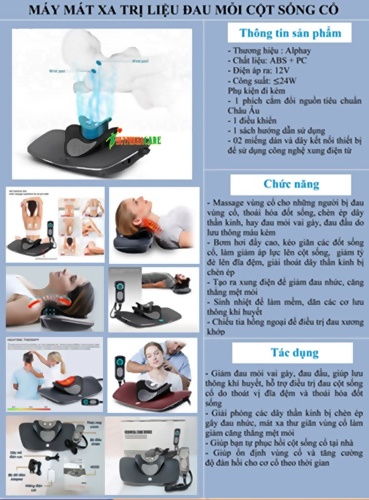 MÁY MÁT XA TRỊ LIỆU ĐAU MỎI CỘT SỐNG CỔ
Thông tin sản phẩm
- Thương hiệu : Alphay
- Chất liệu: ABS + PC
- Điện áp ra: 12V
- Công suất: ≤24W
Phụ kiện đi kèm
- 1 phích cắm đổi nguồn tiêu chuẩn
Châu Âu
- 1 điều khiển
- 1 sách hướng dẫn sử dụng
- 02 miếng dán và dây kết nối thiết bị
để sử dụng công nghệ xung điện từ
Chức năng
- Massage vùng cổ cho những người bị đau
vùng cổ, thoái hóa đốt sống, chèn ép dây
thần kinh, hay đau mỏi vai gáy, đau đầu do
lưu thông máu kém
- Bơm hơi đẩy cao, kéo giãn các đốt sống
cổ, làm giảm áp lực lên cột sống, giảm tỳ
đè lên đĩa đệm, giải thoát dây thần kinh bị
chèn ép
- Tạo ra xung điện để giảm đau nhức, căng
thẳng mệt mỏi
- Sinh nhiệt để làm mềm, dãn các cơ lưu
thông khí huyết
- Chiếu tia hồng ngoại để điều trị đau xương
khớp
Tác dụng
- Giảm đau mỏi vai gáy, đau đầu, giúp lưu
thông khí huyết, hỗ trợ điều trị đau cột sống
cổ do thoát vị đĩa đệm và thoái hóa đốt
sống
- Giải phóng các dây thần kinh bị chèn ép
gây đau nhức, mát xa thư giãn vùng cổ làm
giảm căng thẳng mệt mỏi
- Giúp bạn tự phục hồi cột sống cổ tại nhà
- Giúp ổn định vùng cổ và tăng cường
độ đàn hồi cho cơ cổ theo thời gian